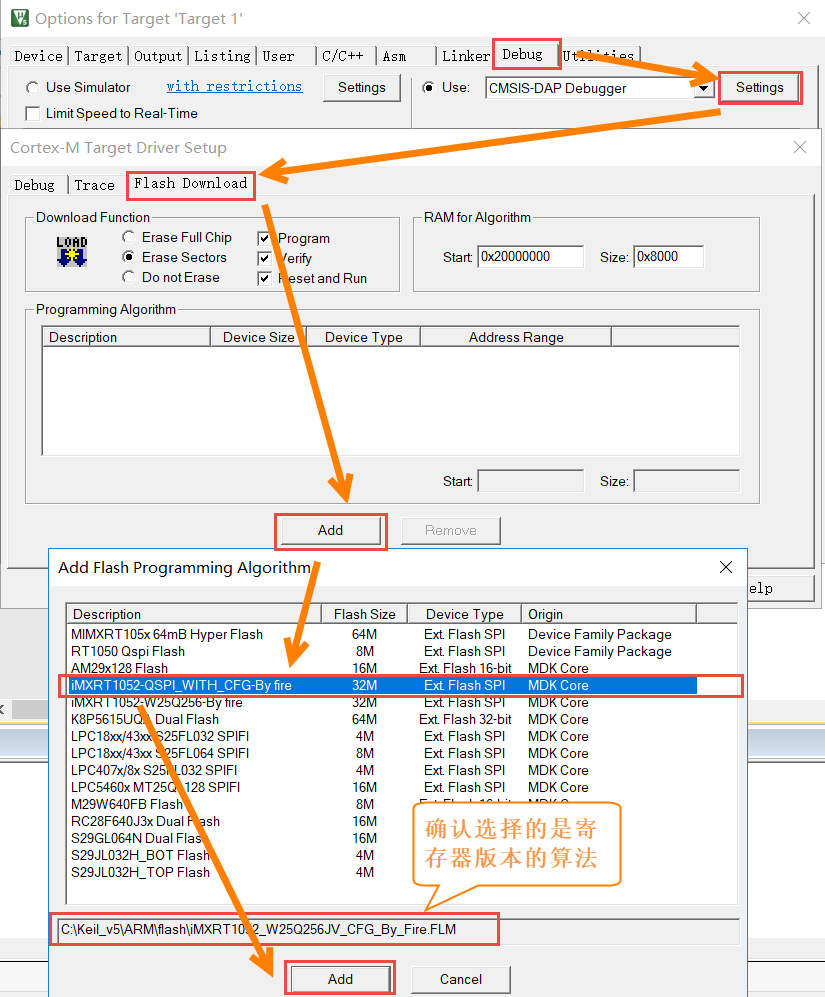 Options for Target 'Target 1'
Device Target Output Listing User C/C++ Asm Linker Debug Utilities
Use Simulator with restrictions Settings Use: CMSIS-DAP Debugger Settings
Limit Speed to Real-Time
Cortex-M Target Driver Setup
Debug Trace Flash Download
Download Function RAM for Algorithm
LOAD Erase Full Chip Program
Erase Sectors Verify Start: 0x20000000 Size: 0x8000
Do not Erase Reset and Run
Programming Algorithm
Description Device Size Device Type Address Range
Start: Size:
Add Remove
Add Flash Programming Algorithm
elp
Description Flash Size Device Type Origin
MIMXRT105x 64mB Hyper Flash 64M Ext. Flash SPI Device Family Package
RT1050 Qspi Flash 8M Ext. Flash SPI Device Family Package
AM29x128 Flash 16M Ext. Flash 16-bit MDK Core
iMXRT1052-QSPI_WITH_CFG-By fire 32M Ext. Flash SPI MDK Core
iMXRT1052-W25Q256-By fire 32M Ext. Flash SPI MDK Core
K8P5615UQA Dual Flash 64M Ext. Flash 32-bit MDK Core
LPC18xx/43xx S25FL032 SPIFI 4M Ext. Flash SPI MDK Core
LPC18xx/43xx S25FL064 SPIFI 8M Ext. Flash SPI MDK Core
LPC407x/8x S25FL032 SPIFI 4M Ext. Flash SPI MDK Core
LPC5460x MT25QL128 SPIFI 16M Ext. Flash SPI MDK Core
M29W640FB Flash 8M Ext. Flash 16-bit MDK Core
RC28F640J3x Dual Flash 16M
S29GL064N Dual Flash 16M
S29JL032H_BOT Flash 4M
S29JL032H_TOP Flash 4M
确认选择的是寄
存器版本的算法
C:\Keil_v5\ARM\flash\iMXRT1052_W25Q256JV_CFG_By_Fire.FLM
Add Cancel